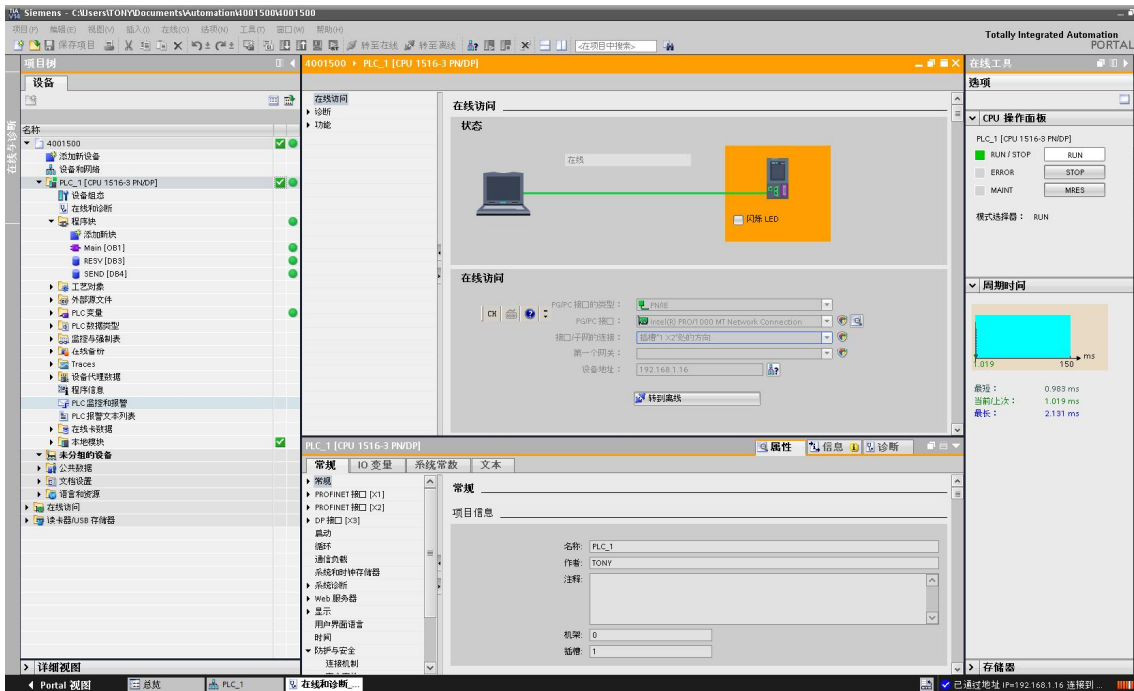 Siemens - C:\Users\TONY\Documents\Automation\4001500\4001500
项目(P) 编辑(E) 视图(V) 插入(I) 在线(O) 选项(N) 工具(T) 窗口(W) 帮助(H)
保存项目 转至在线 转至离线 <在项目中搜索>
Totally Integrated Automation
PORTAL
项目树
设备
名称
4001500
添加新设备
设备和网络
PLC_1 [CPU 1516-3 PN/DP]
设备组态
在线和诊断
程序块
添加新块
Main [OB1]
RESV [DB3]
SEND [DB4]
工艺对象
外部源文件
PLC 变量
PLC 数据类型
监控与强制表
在线备份
Traces
设备代理数据
程序信息
PLC 监控和报警
PLC 报警文本列表
在线卡数据
本地模块
未分组的设备
公共数据
文档设置
语言和资源
在线访问
读卡器/USB 存储器
详细视图
在线与诊断
4001500 PLC_1 [CPU 1516-3 PN/DP]
在线访问
诊断
功能
在线访问
状态
在线
闪烁 LED
在线访问
PG/PC 接口的类型： PN/IE
PG/PC 接口： Intel(R) PRO/1000 MT Network Connection
接口/子网的连接： 插槽"1 X2"处的方向
第一个网关：
设备地址： 192.168.1.16
CH
转到离线
PLC_1 [CPU 1516-3 PN/DP]
属性 信息 诊断
常规 IO 变量 系统常数 文本
常规
PROFINET 接口 [X1]
PROFINET 接口 [X2]
DP 接口 [X3]
启动
循环
通信负载
系统和时钟存储器
系统诊断
Web 服务器
显示
用户界面语言
时间
防护与安全
连接机制
常规
项目信息
名称: PLC_1
作者: TONY
注释:
机架: 0
插槽: 1
在线工具
选项
CPU 操作面板
PLC_1 [CPU 1516-3 PN/DP]
RUN / STOP RUN
ERROR STOP
MAINT MRES
模式选择器： RUN
周期时间
ms
1.019 150
最短： 0.983 ms
当前/上次： 1.019 ms
最长： 2.131 ms
存储器
Portal 视图 总览 PLC_1 在线和诊断_... 已通过地址 IP=192.168.1.16 连接到 ...